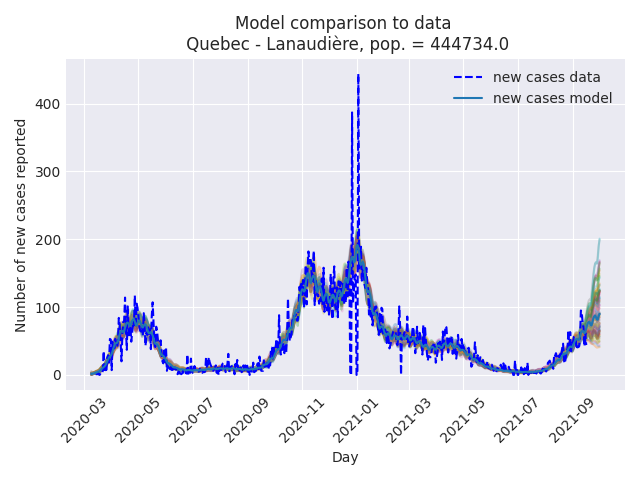 Model comparison to data
Quebec - Lanaudière, pop. = 444734.0
new cases data
new cases model
Number of new cases reported
400
300
200
100
0
2020-03
2020-05
2020-07
2020-09
2020-11
2021-01
2021-03
2021-05
2021-07
2021-09
Day